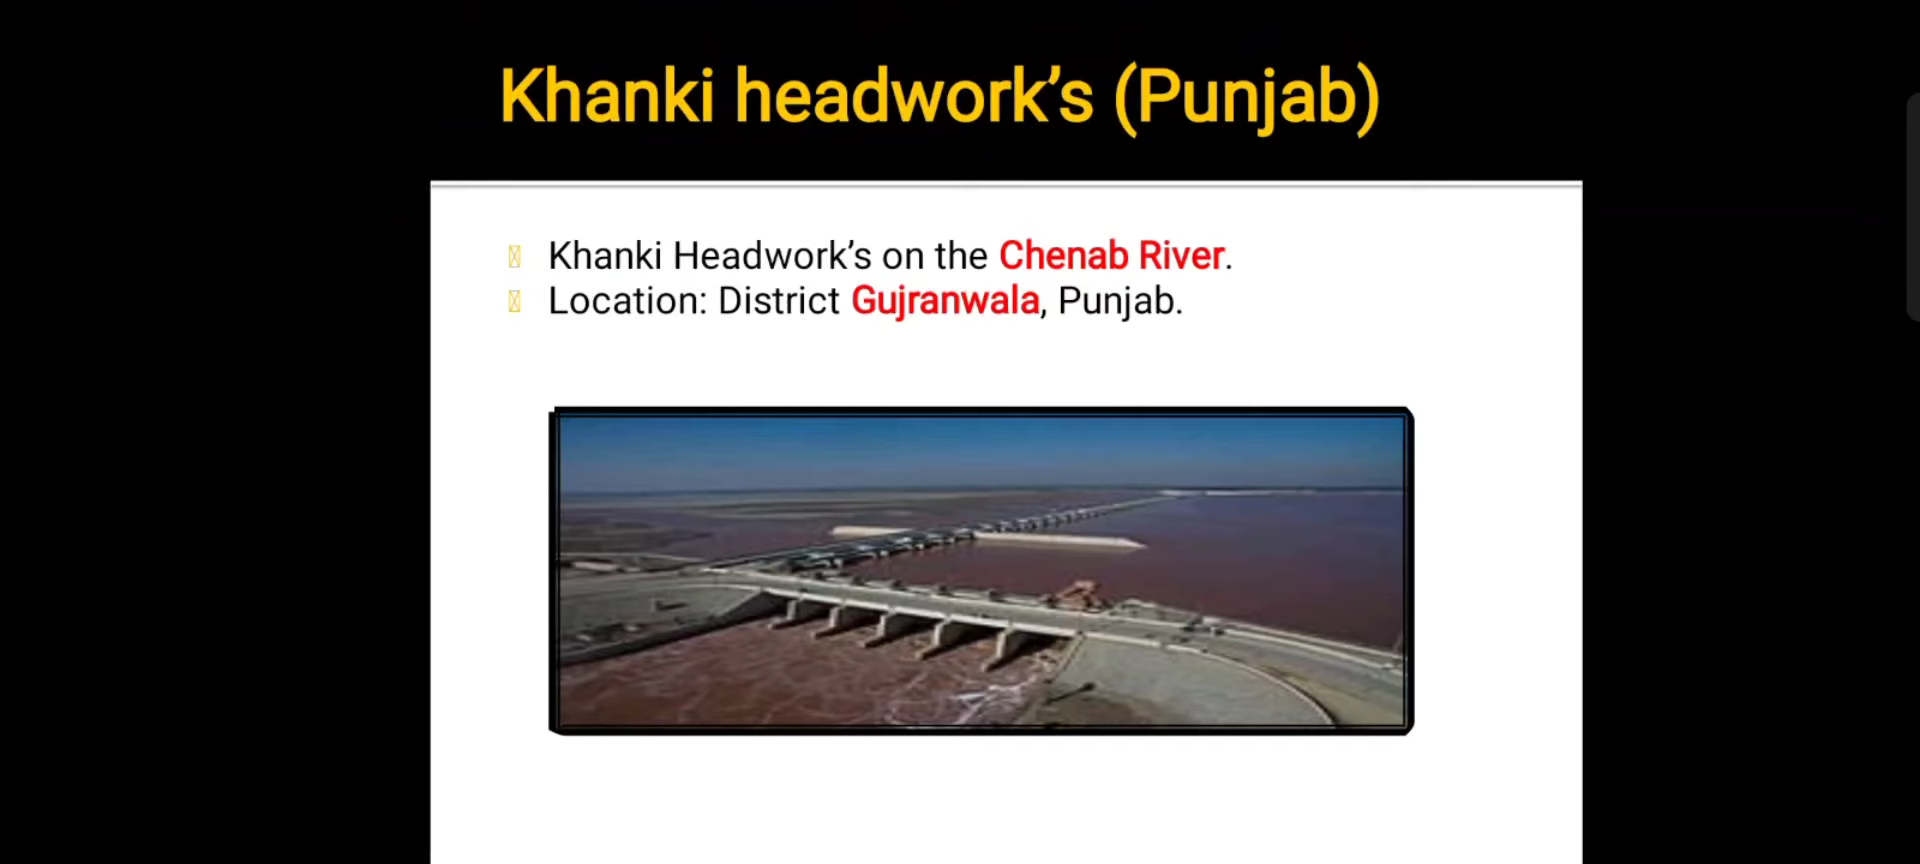 Khanki headwork’s (Punjab)
Khanki Headwork’s on the Chenab River.
Location: District Gujranwala, Punjab.